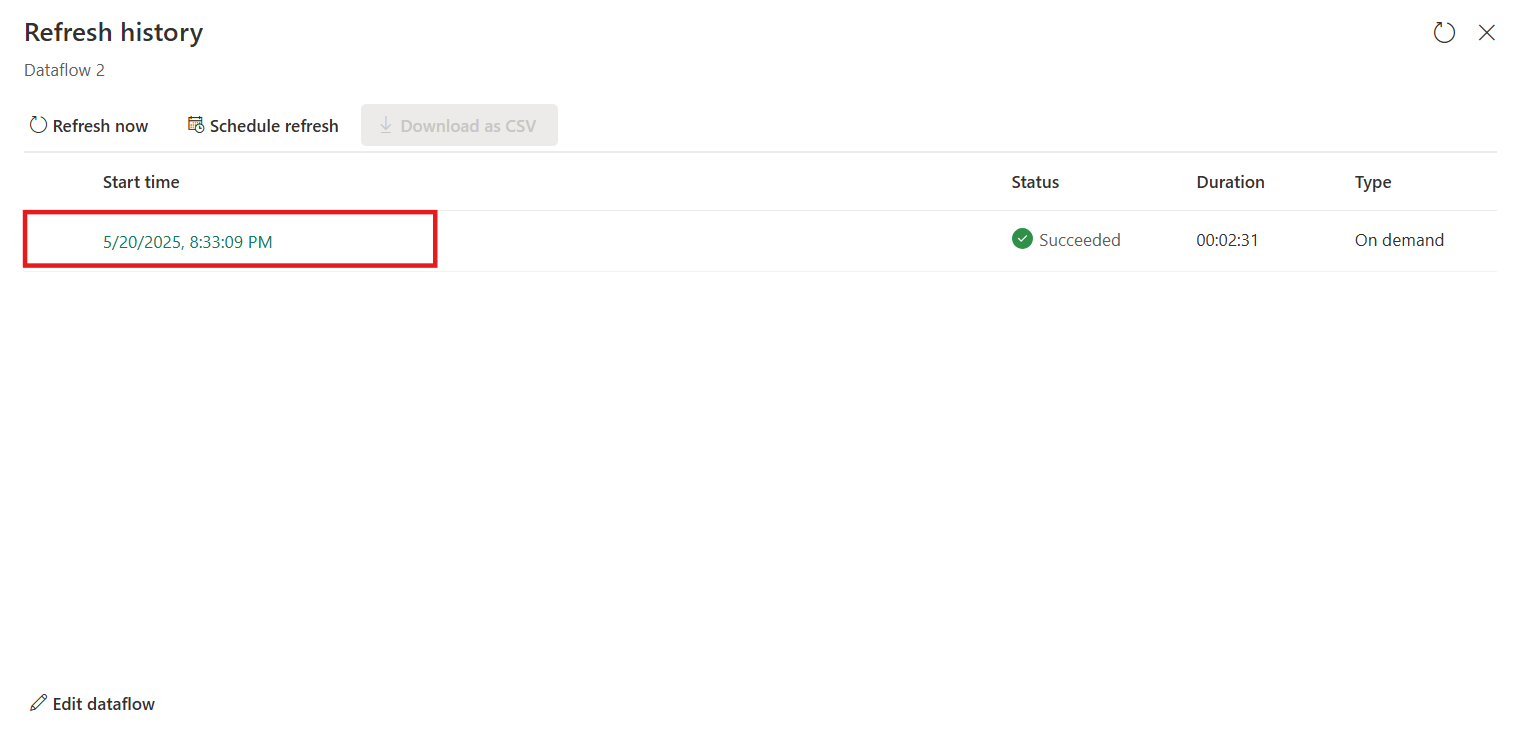 Refresh history
Dataflow 2
Refresh now Schedule refresh Download as CSV
Start time Status Duration Type
5/20/2025, 8:33:09 PM Succeeded 00:02:31 On demand
Edit dataflow